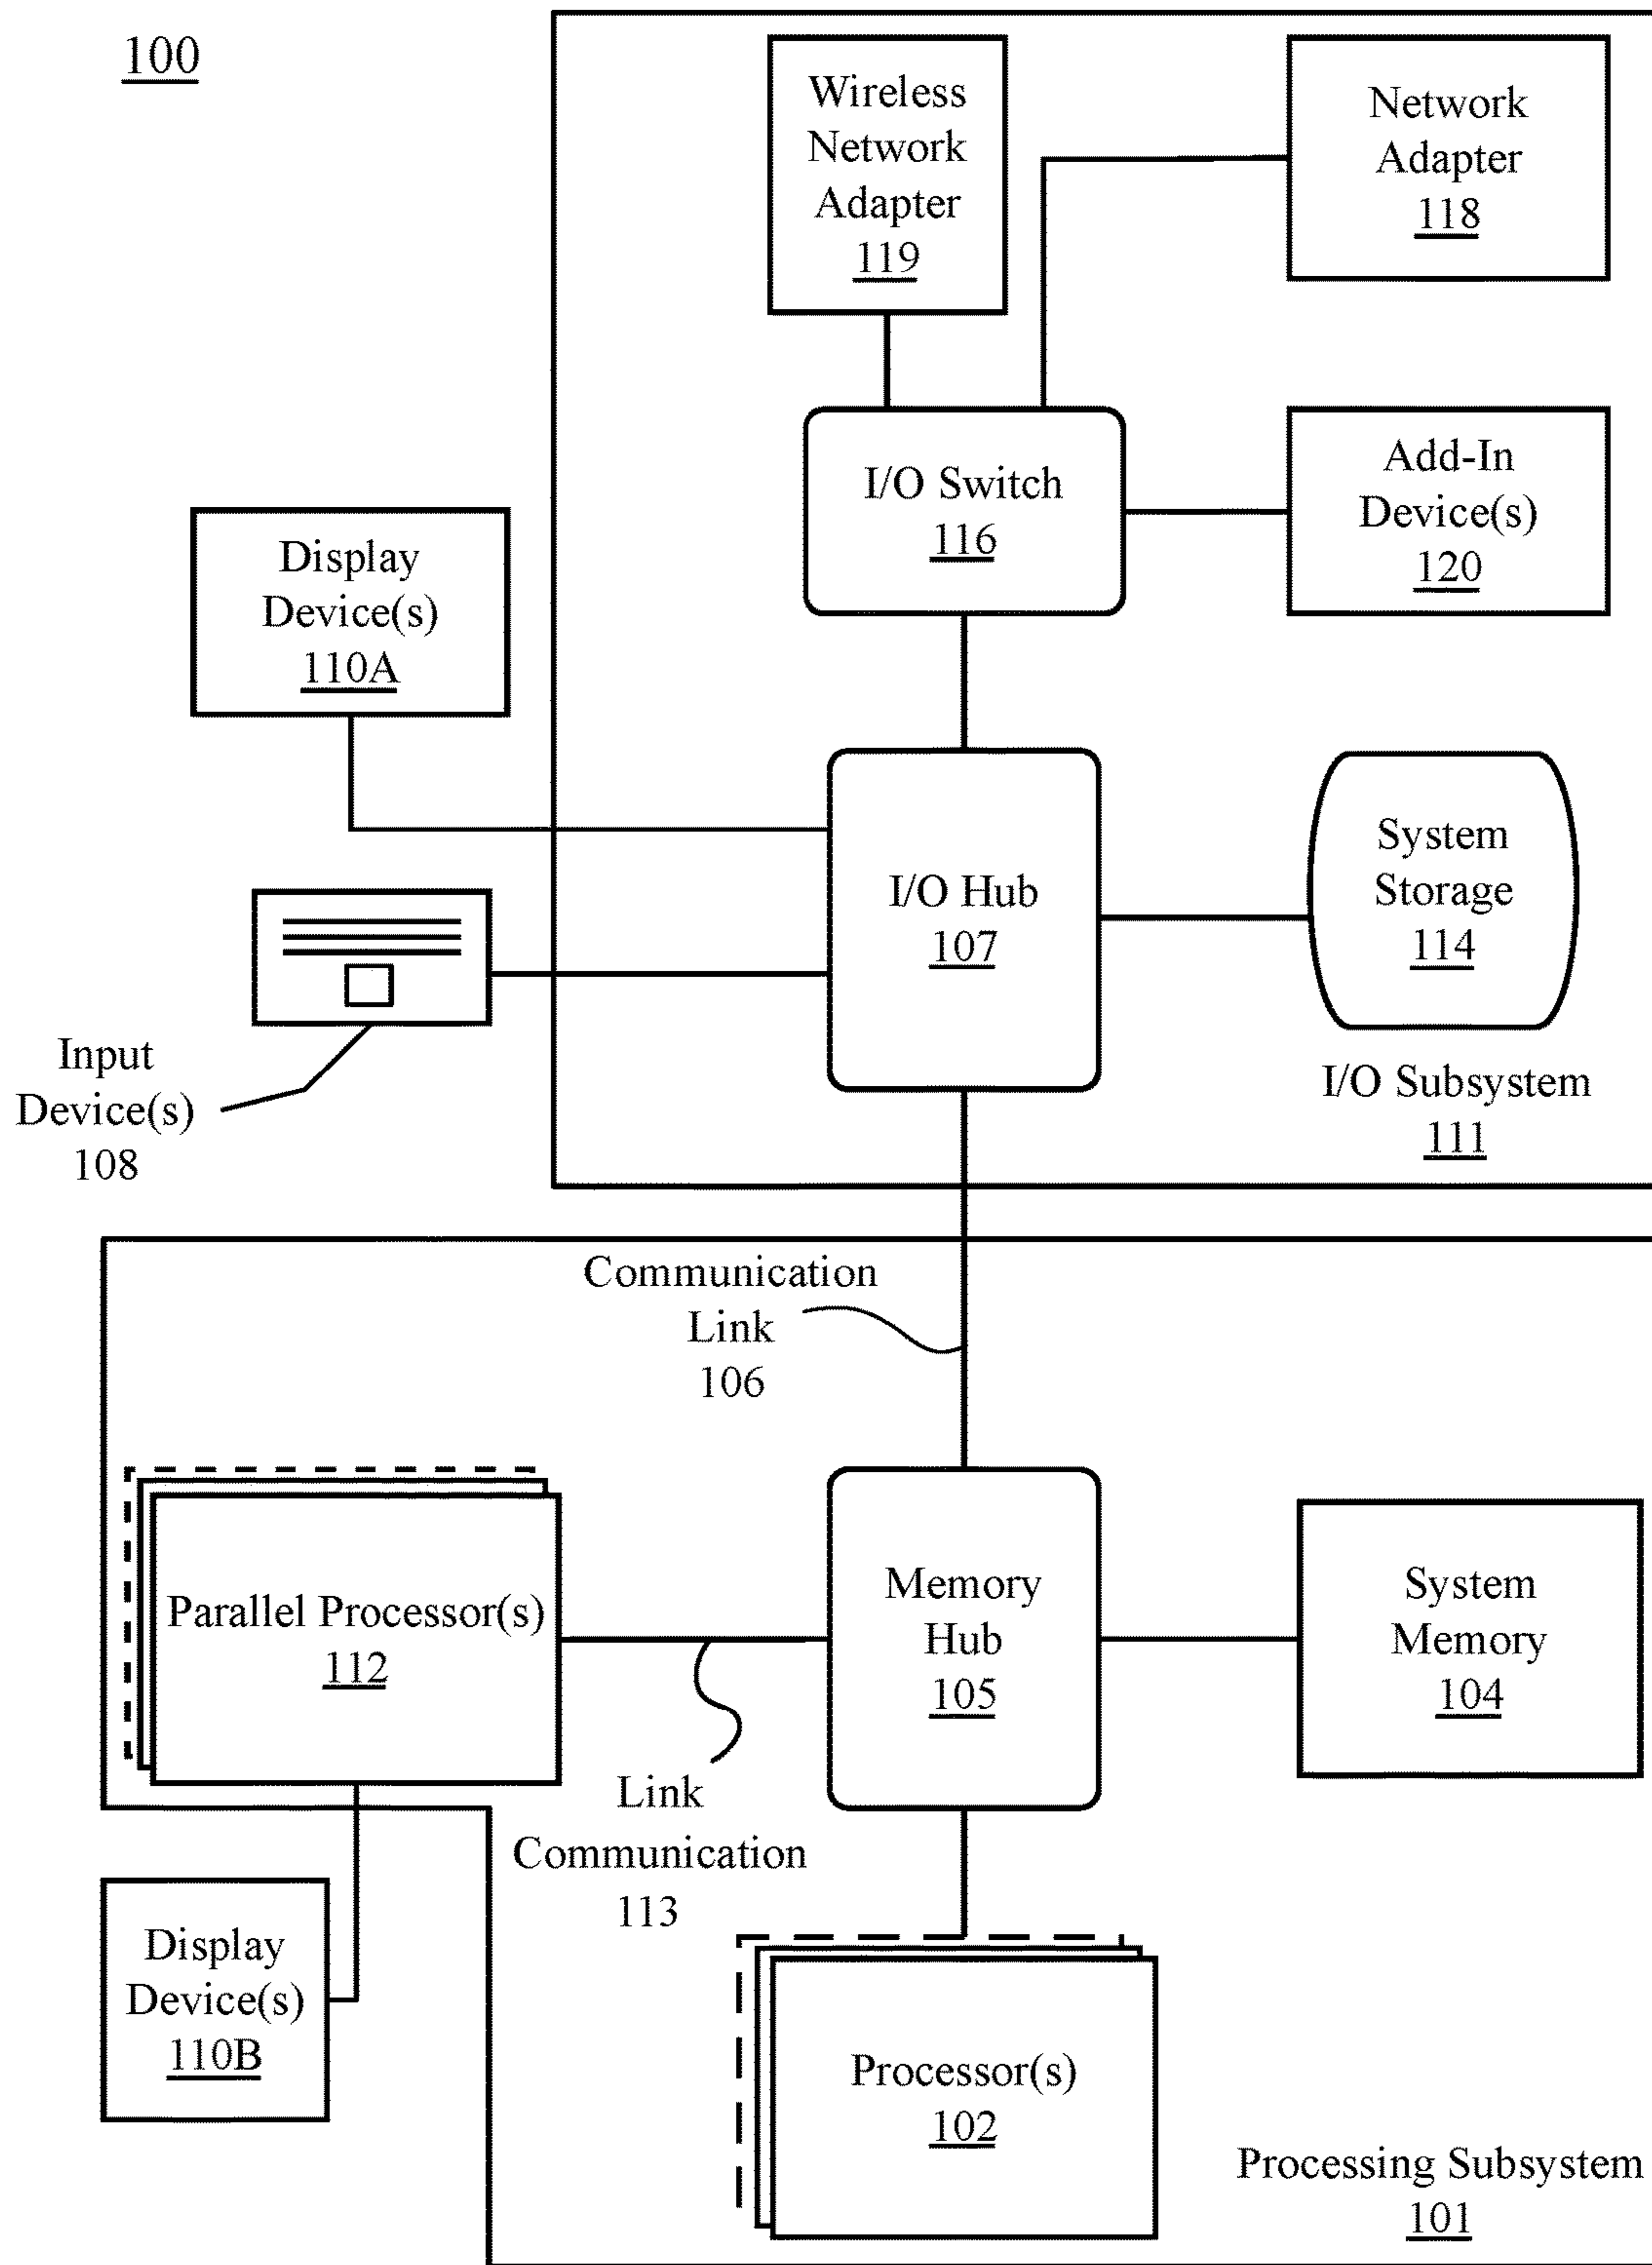 100
Wireless
Network
Adapter
119
Network
Adapter
118
I/O Switch
116
Add-In
Device(s)
120
Display
Device(s)
110A
I/O Hub
107
System
Storage
114
Input
Device(s)
108
I/O Subsystem
111
Communication
Link
106
Parallel Processor(s)
112
Memory
Hub
105
System
Memory
104
Link
Communication
113
Display
Device(s)
110B
Processor(s)
102
Processing Subsystem
101